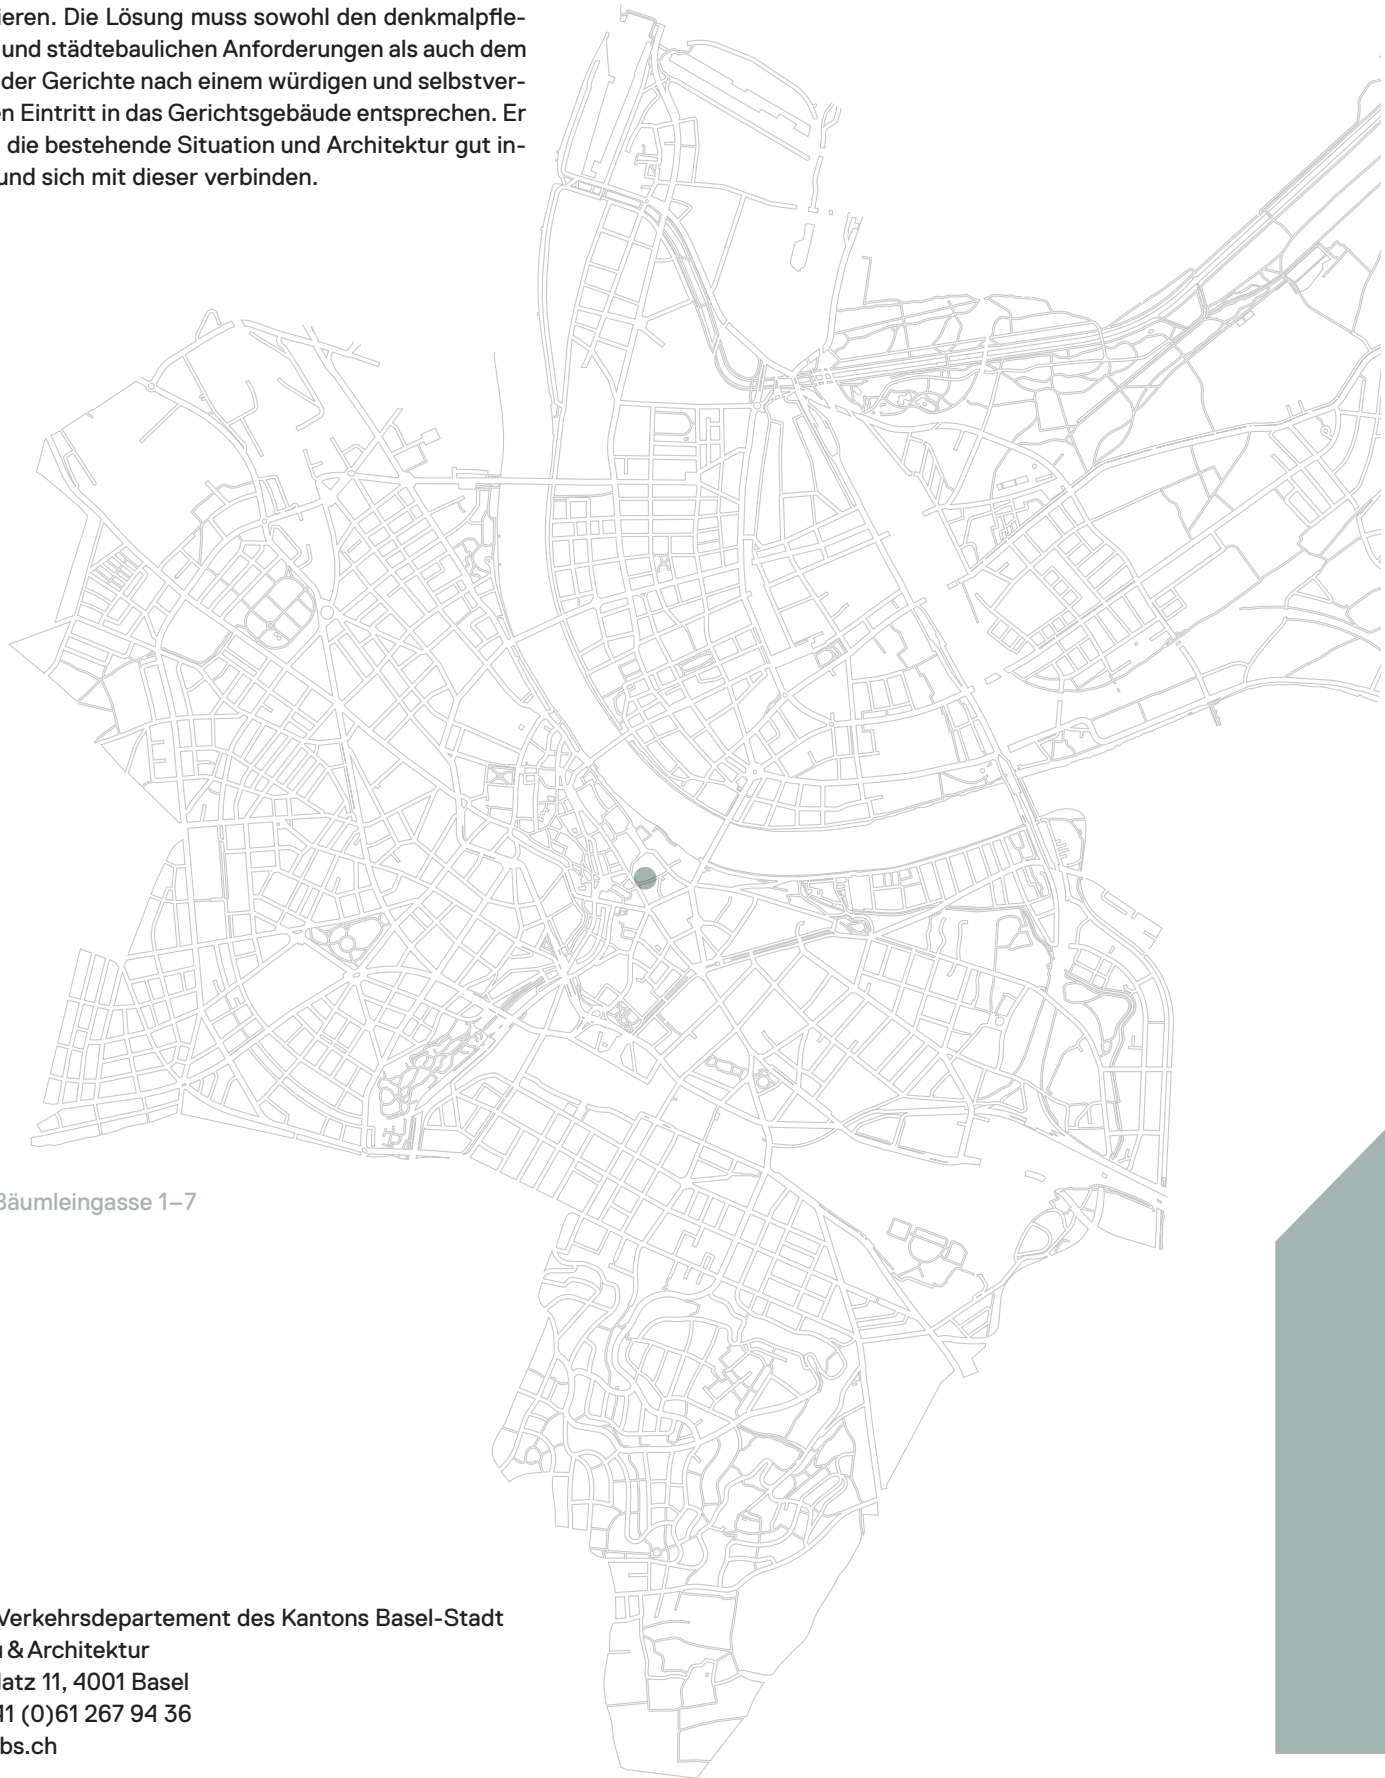 ieren. Die Lösung muss sowohl den denkmalpfle-
und städtebaulichen Anforderungen als auch dem
der Gerichte nach einem würdigen und selbstver-
en Eintritt in das Gerichtsgebäude entsprechen. Er
die bestehende Situation und Architektur gut in-
und sich mit dieser verbinden.
Bäumleingasse 1–7
Verkehrsdepartement des Kantons Basel-Stadt
& Architektur
latz 11, 4001 Basel
41 (0)61 267 94 36
bs.ch